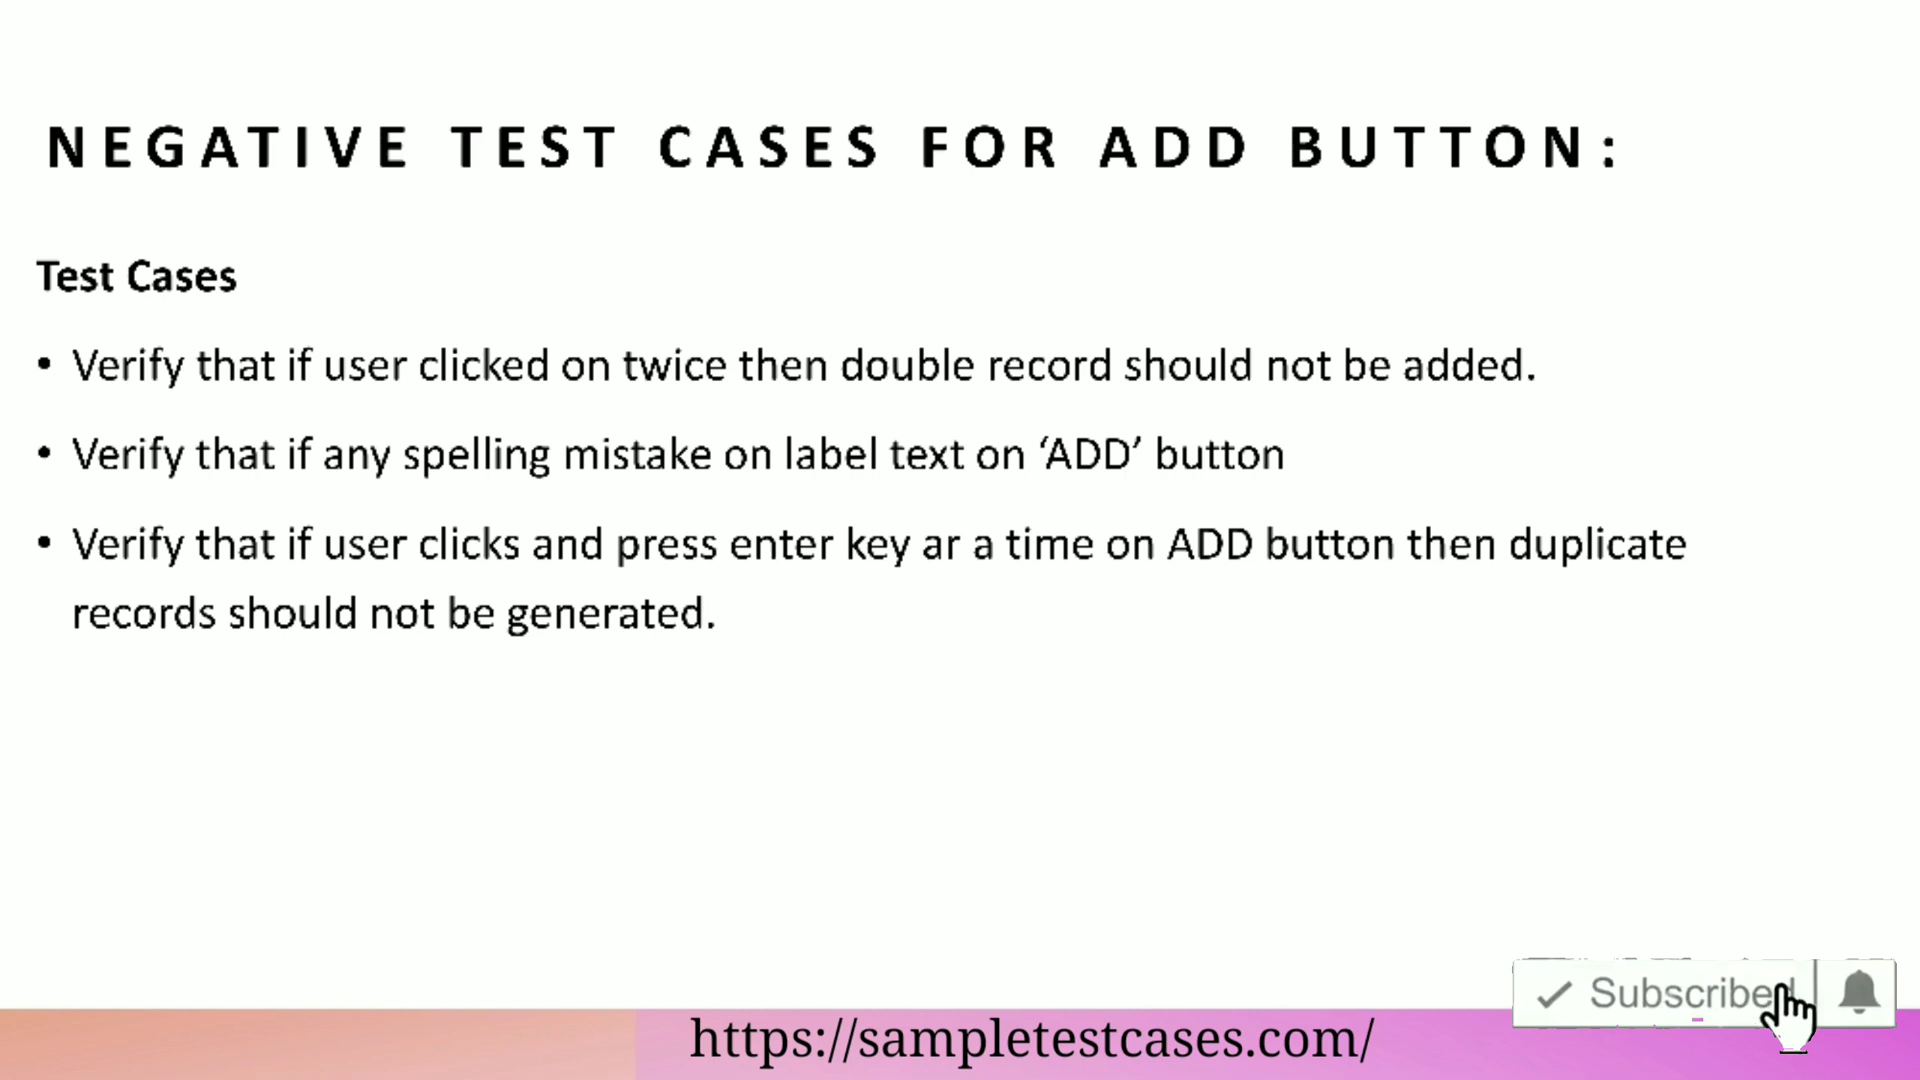 NEGATIVE TEST CASES FOR ADD BUTTON:
Test Cases
• Verify that if user clicked on twice then double record should not be added.
• Verify that if any spelling mistake on label text on ‘ADD’ button
• Verify that if user clicks and press enter key ar a time on ADD button then duplicate
records should not be generated.
Subscribed
https://sampletestcases.com/